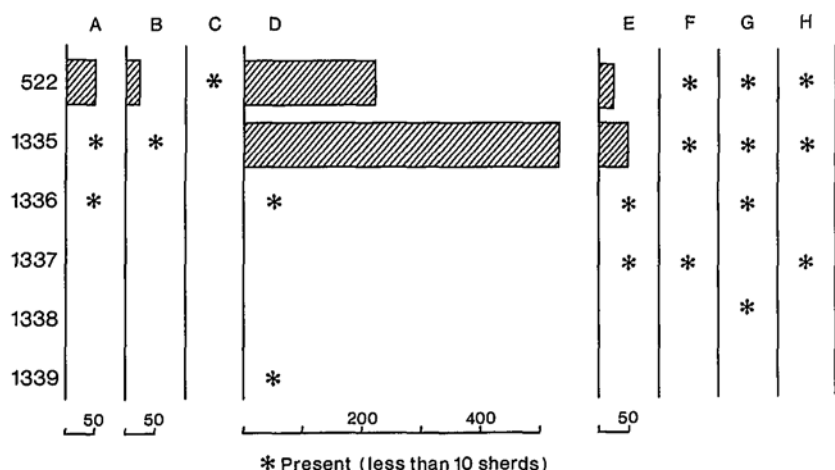 A B C D E F G H
522 * * * *
1335 * * * * *
1336 * * * *
1337 * * *
1338 *
1339 *
50 50 200 400 50
* Present (less than 10 sherds)